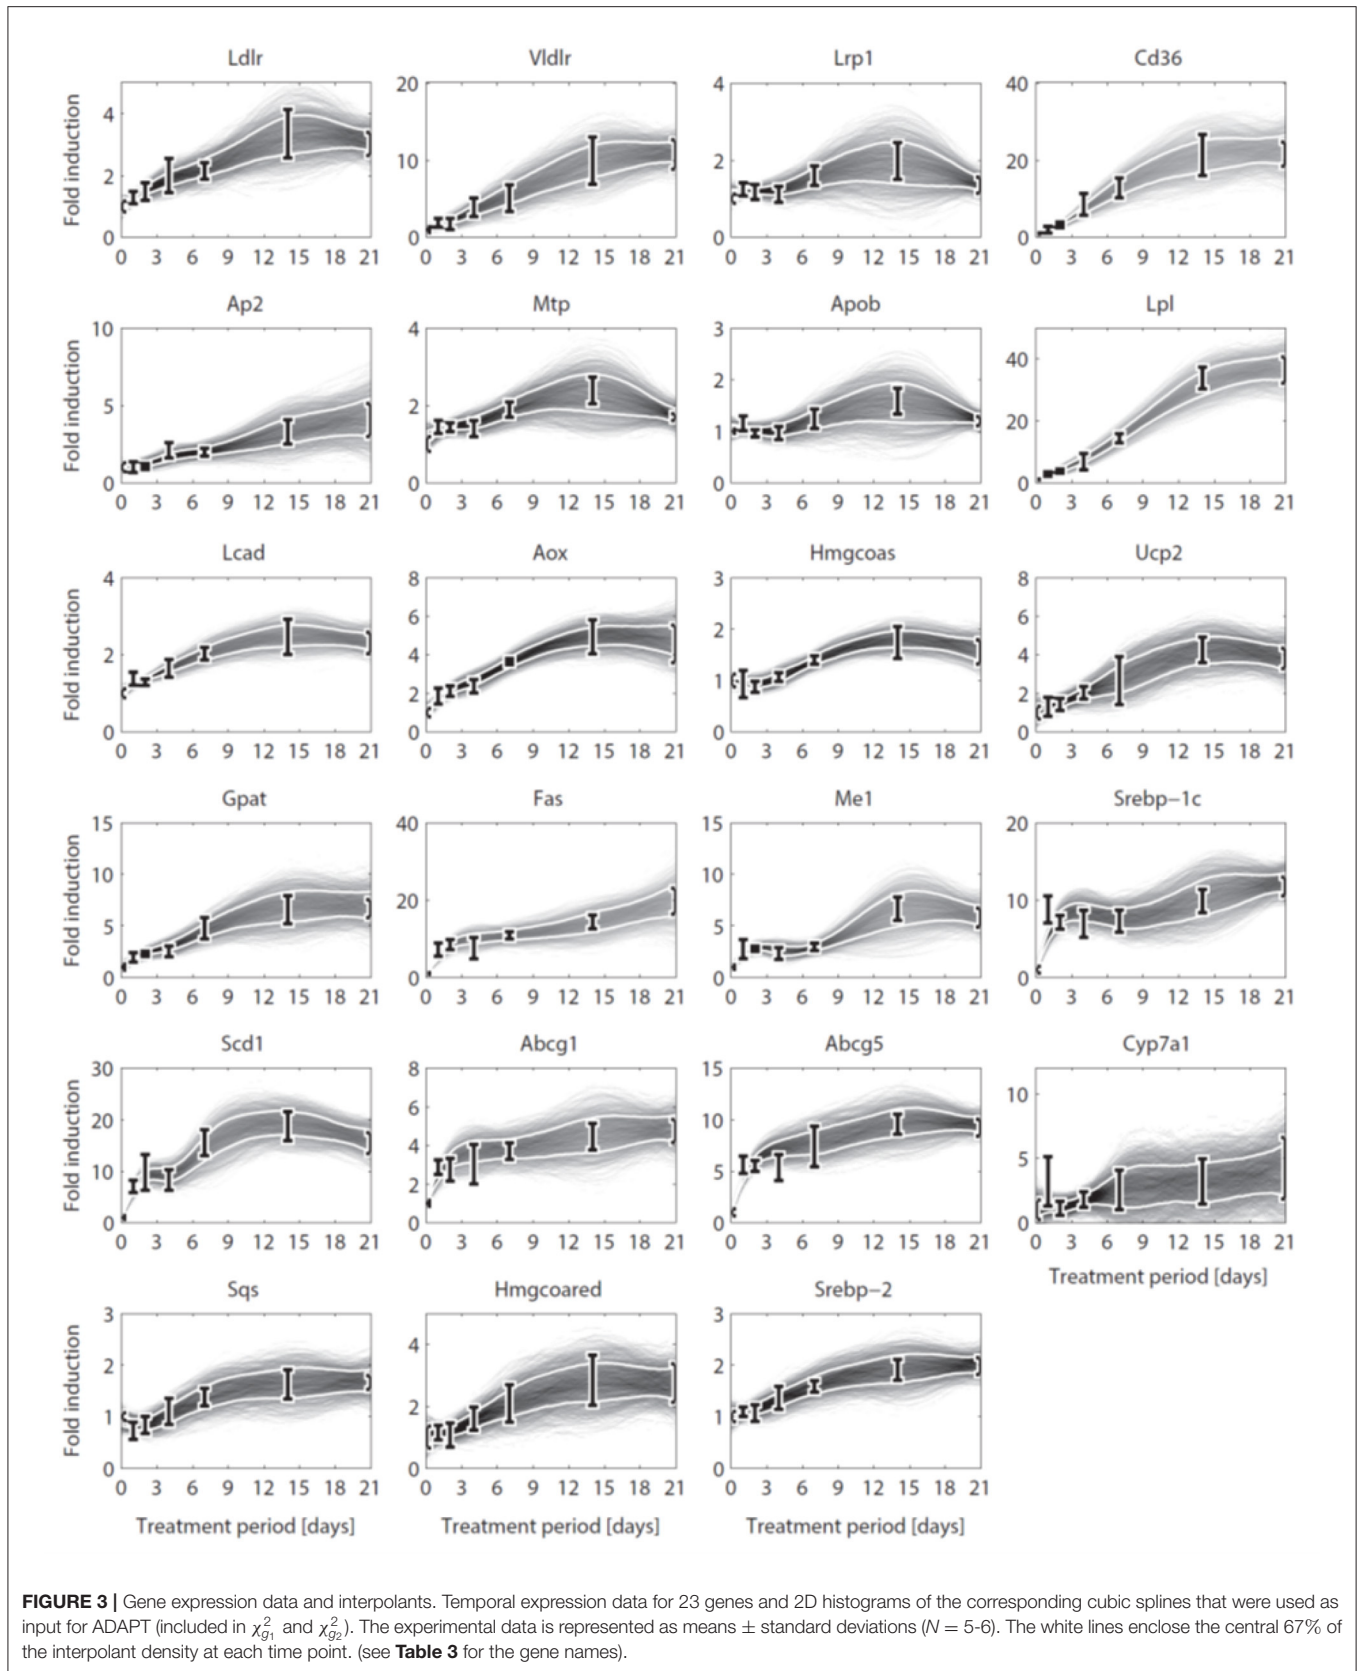 Ldlr Vldlr Lrp1 Cd36
Fold induction
4 20 4 40
2 10 2 20
0 0 0 0
0 3 6 9 12 15 18 21 0 3 6 9 12 15 18 21 0 3 6 9 12 15 18 21 0 3 6 9 12 15 18 21
Ap2 Mtp Apob Lpl
Fold induction
10 4 3
40
5 2 2
20
1
0 0 0 0
0 3 6 9 12 15 18 21 0 3 6 9 12 15 18 21 0 3 6 9 12 15 18 21 0 3 6 9 12 15 18 21
Lcad Aox Hmgcoas Ucp2
Fold induction
4 8 3 8
6 2 6
2 4 4
2 1 2
0 0 0 0
0 3 6 9 12 15 18 21 0 3 6 9 12 15 18 21 0 3 6 9 12 15 18 21 0 3 6 9 12 15 18 21
Gpat Fas Me1 Srebp−1c
Fold induction
15 40 15 20
10 10
20 10
5 5
0 0 0 0
0 3 6 9 12 15 18 21 0 3 6 9 12 15 18 21 0 3 6 9 12 15 18 21 0 3 6 9 12 15 18 21
Scd1 Abcg1 Abcg5 Cyp7a1
Fold induction
30 8 15
20 6 10 10
4
10 2 5 5
0 0 0 0
0 3 6 9 12 15 18 21 0 3 6 9 12 15 18 21 0 3 6 9 12 15 18 21 0 3 6 9 12 15 18 21
Treatment period [days]
Sqs Hmgcoared Srebp−2
Fold induction
3 3
4
2 2
2
1 1
0 0 0
0 3 6 9 12 15 18 21 0 3 6 9 12 15 18 21 0 3 6 9 12 15 18 21
Treatment period [days] Treatment period [days] Treatment period [days]
FIGURE 3 | Gene expression data and interpolants. Temporal expression data for 23 genes and 2D histograms of the corresponding cubic splines that were used as
input for ADAPT (included in χ²g₁ and χ²g₂). The experimental data is represented as means ± standard deviations (N = 5-6). The white lines enclose the central 67% of
the interpolant density at each time point. (see Table 3 for the gene names).